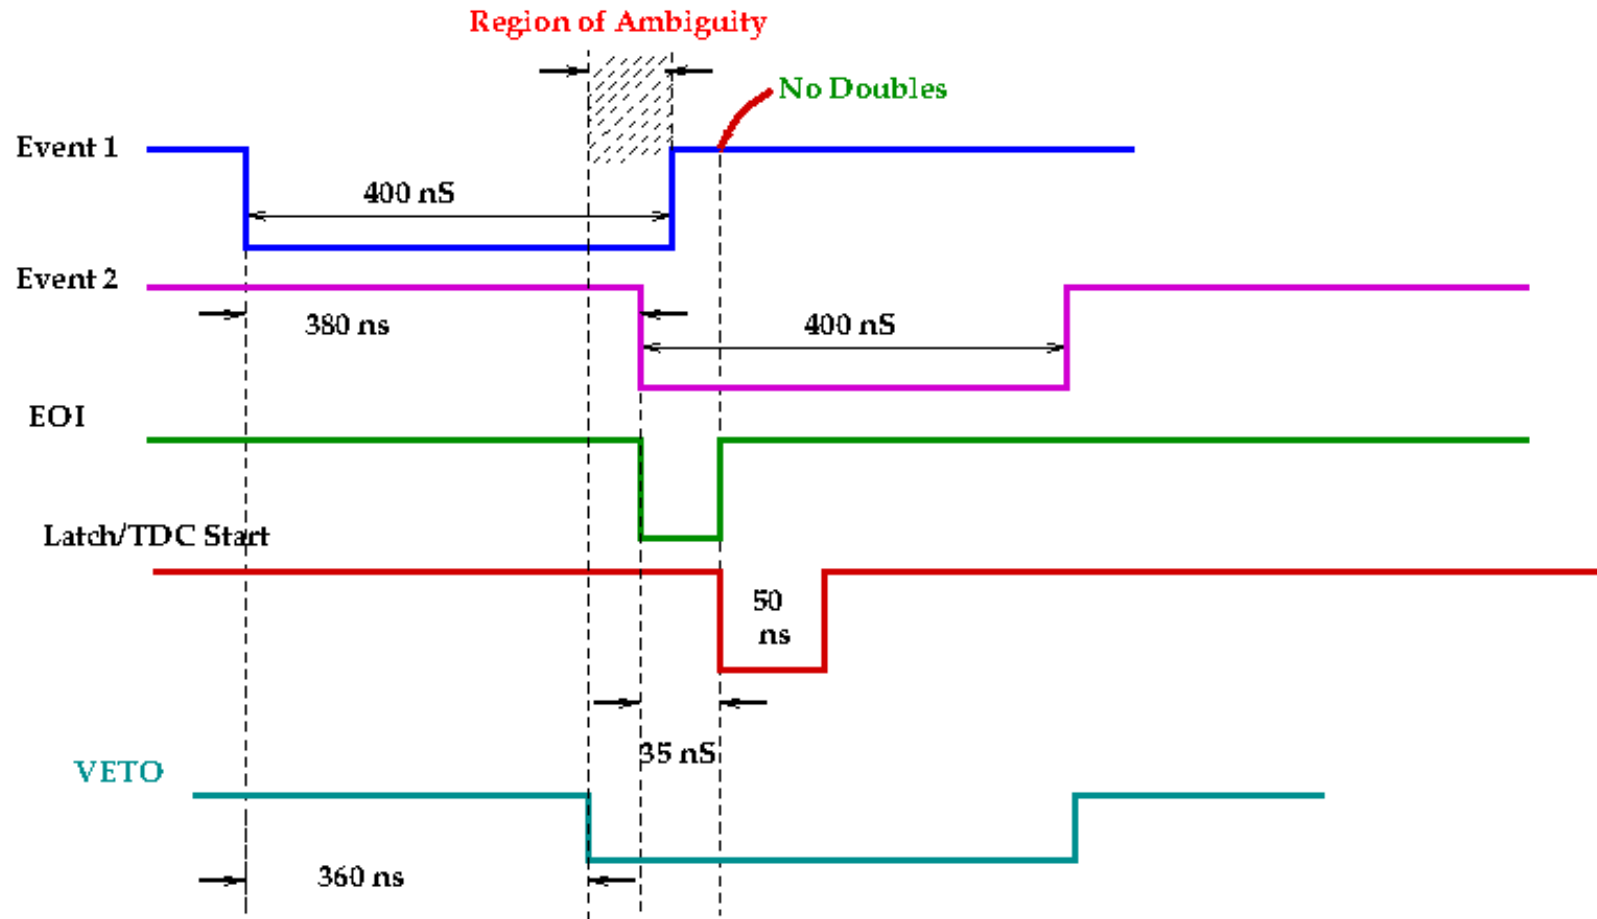 Region of Ambiguity
No Doubles
Event 1
400 nS
Event 2
380 ns
400 nS
EOI
Latch/TDC Start
50
ns
35 nS
VETO
360 ns